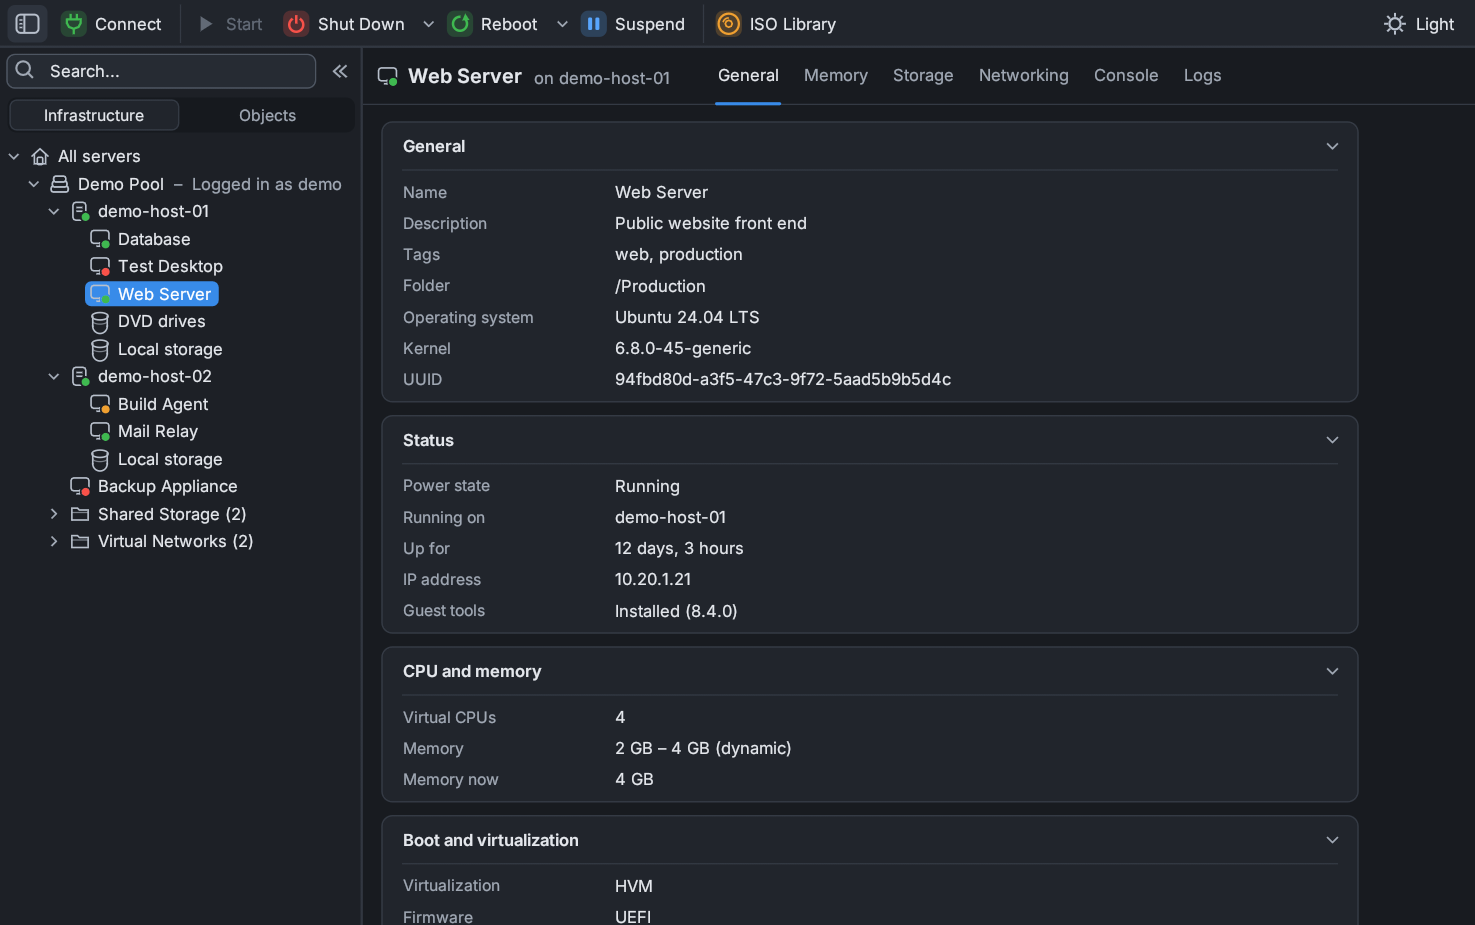 Connect Start Shut Down Reboot Suspend ISO Library Light
Search...
Infrastructure Objects
All servers
Demo Pool – Logged in as demo
demo-host-01
Database
Test Desktop
Web Server
DVD drives
Local storage
demo-host-02
Build Agent
Mail Relay
Local storage
Backup Appliance
Shared Storage (2)
Virtual Networks (2)
Web Server on demo-host-01 General Memory Storage Networking Console Logs
General
Name Web Server
Description Public website front end
Tags web, production
Folder /Production
Operating system Ubuntu 24.04 LTS
Kernel 6.8.0-45-generic
UUID 94fbd80d-a3f5-47c3-9f72-5aad5b9b5d4c
Status
Power state Running
Running on demo-host-01
Up for 12 days, 3 hours
IP address 10.20.1.21
Guest tools Installed (8.4.0)
CPU and memory
Virtual CPUs 4
Memory 2 GB – 4 GB (dynamic)
Memory now 4 GB
Boot and virtualization
Virtualization HVM
Firmware UEFI